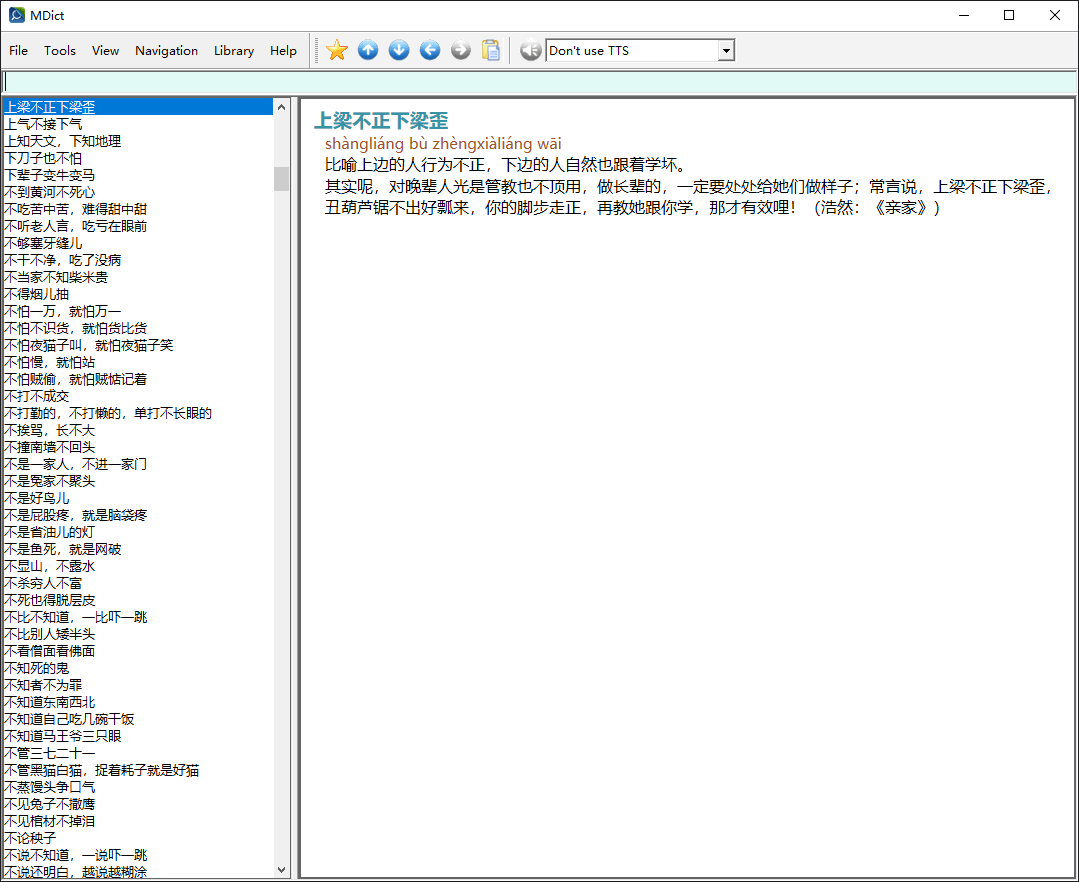 MDict
File Tools View Navigation Library Help Don't use TTS
上梁不正下梁歪
上气不接下气
上知天文，下知地理
下刀子也不怕
下辈子变牛变马
不到黄河不死心
不吃苦中苦，难得甜中甜
不听老人言，吃亏在眼前
不够塞牙缝儿
不干不净，吃了没病
不当家不知柴米贵
不得烟儿抽
不怕一万，就怕万一
不怕不识货，就怕货比货
不怕夜猫子叫，就怕夜猫子笑
不怕慢，就怕站
不怕贼偷，就怕贼惦记着
不打不成交
不打勤的，不打懒的，单打不长眼的
不挨骂，长不大
不撞南墙不回头
不是一家人，不进一家门
不是冤家不聚头
不是好鸟儿
不是屁股疼，就是脑袋疼
不是省油儿的灯
不是鱼死，就是网破
不显山，不露水
不杀穷人不富
不死也得脱层皮
不比不知道，一比吓一跳
不比别人矮半头
不看僧面看佛面
不知死的鬼
不知者不为罪
不知道东南西北
不知道自己吃几碗干饭
不知道马王爷三只眼
不管三七二十一
不管黑猫白猫，捉着耗子就是好猫
不蒸馒头争口气
不见兔子不撒鹰
不见棺材不掉泪
不论秧子
不说不知道，一说吓一跳
不说还明白，越说越糊涂
上梁不正下梁歪
shàngliáng bù zhèngxiàliáng wāi
比喻上边的人行为不正，下边的人自然也跟着学坏。
其实呢，对晚辈人光是管教也不顶用，做长辈的，一定要处处给她们做样子；常言说，上梁不正下梁歪，
丑葫芦锯不出好瓢来，你的脚步走正，再教她跟你学，那才有效哩！（浩然：《亲家》）